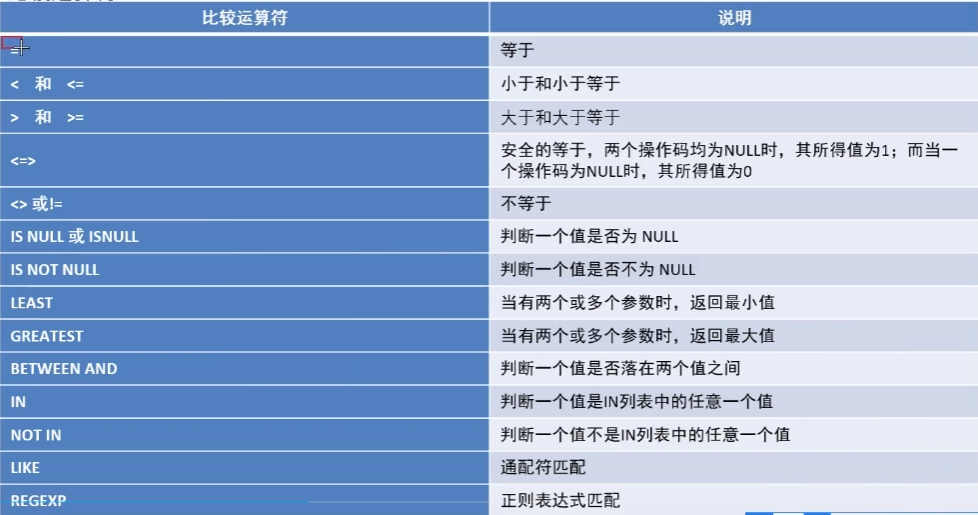 比较运算符 说明
= 等于
< 和 <= 小于和小于等于
> 和 >= 大于和大于等于
<=> 安全的等于，两个操作码均为NULL时，其所得值为1；而当一
个操作码为NULL时，其所得值为0
<> 或!= 不等于
IS NULL 或 ISNULL 判断一个值是否为 NULL
IS NOT NULL 判断一个值是否不为 NULL
LEAST 当有两个或多个参数时，返回最小值
GREATEST 当有两个或多个参数时，返回最大值
BETWEEN AND 判断一个值是否落在两个值之间
IN 判断一个值是IN列表中的任意一个值
NOT IN 判断一个值不是IN列表中的任意一个值
LIKE 通配符匹配
REGEXP 正则表达式匹配